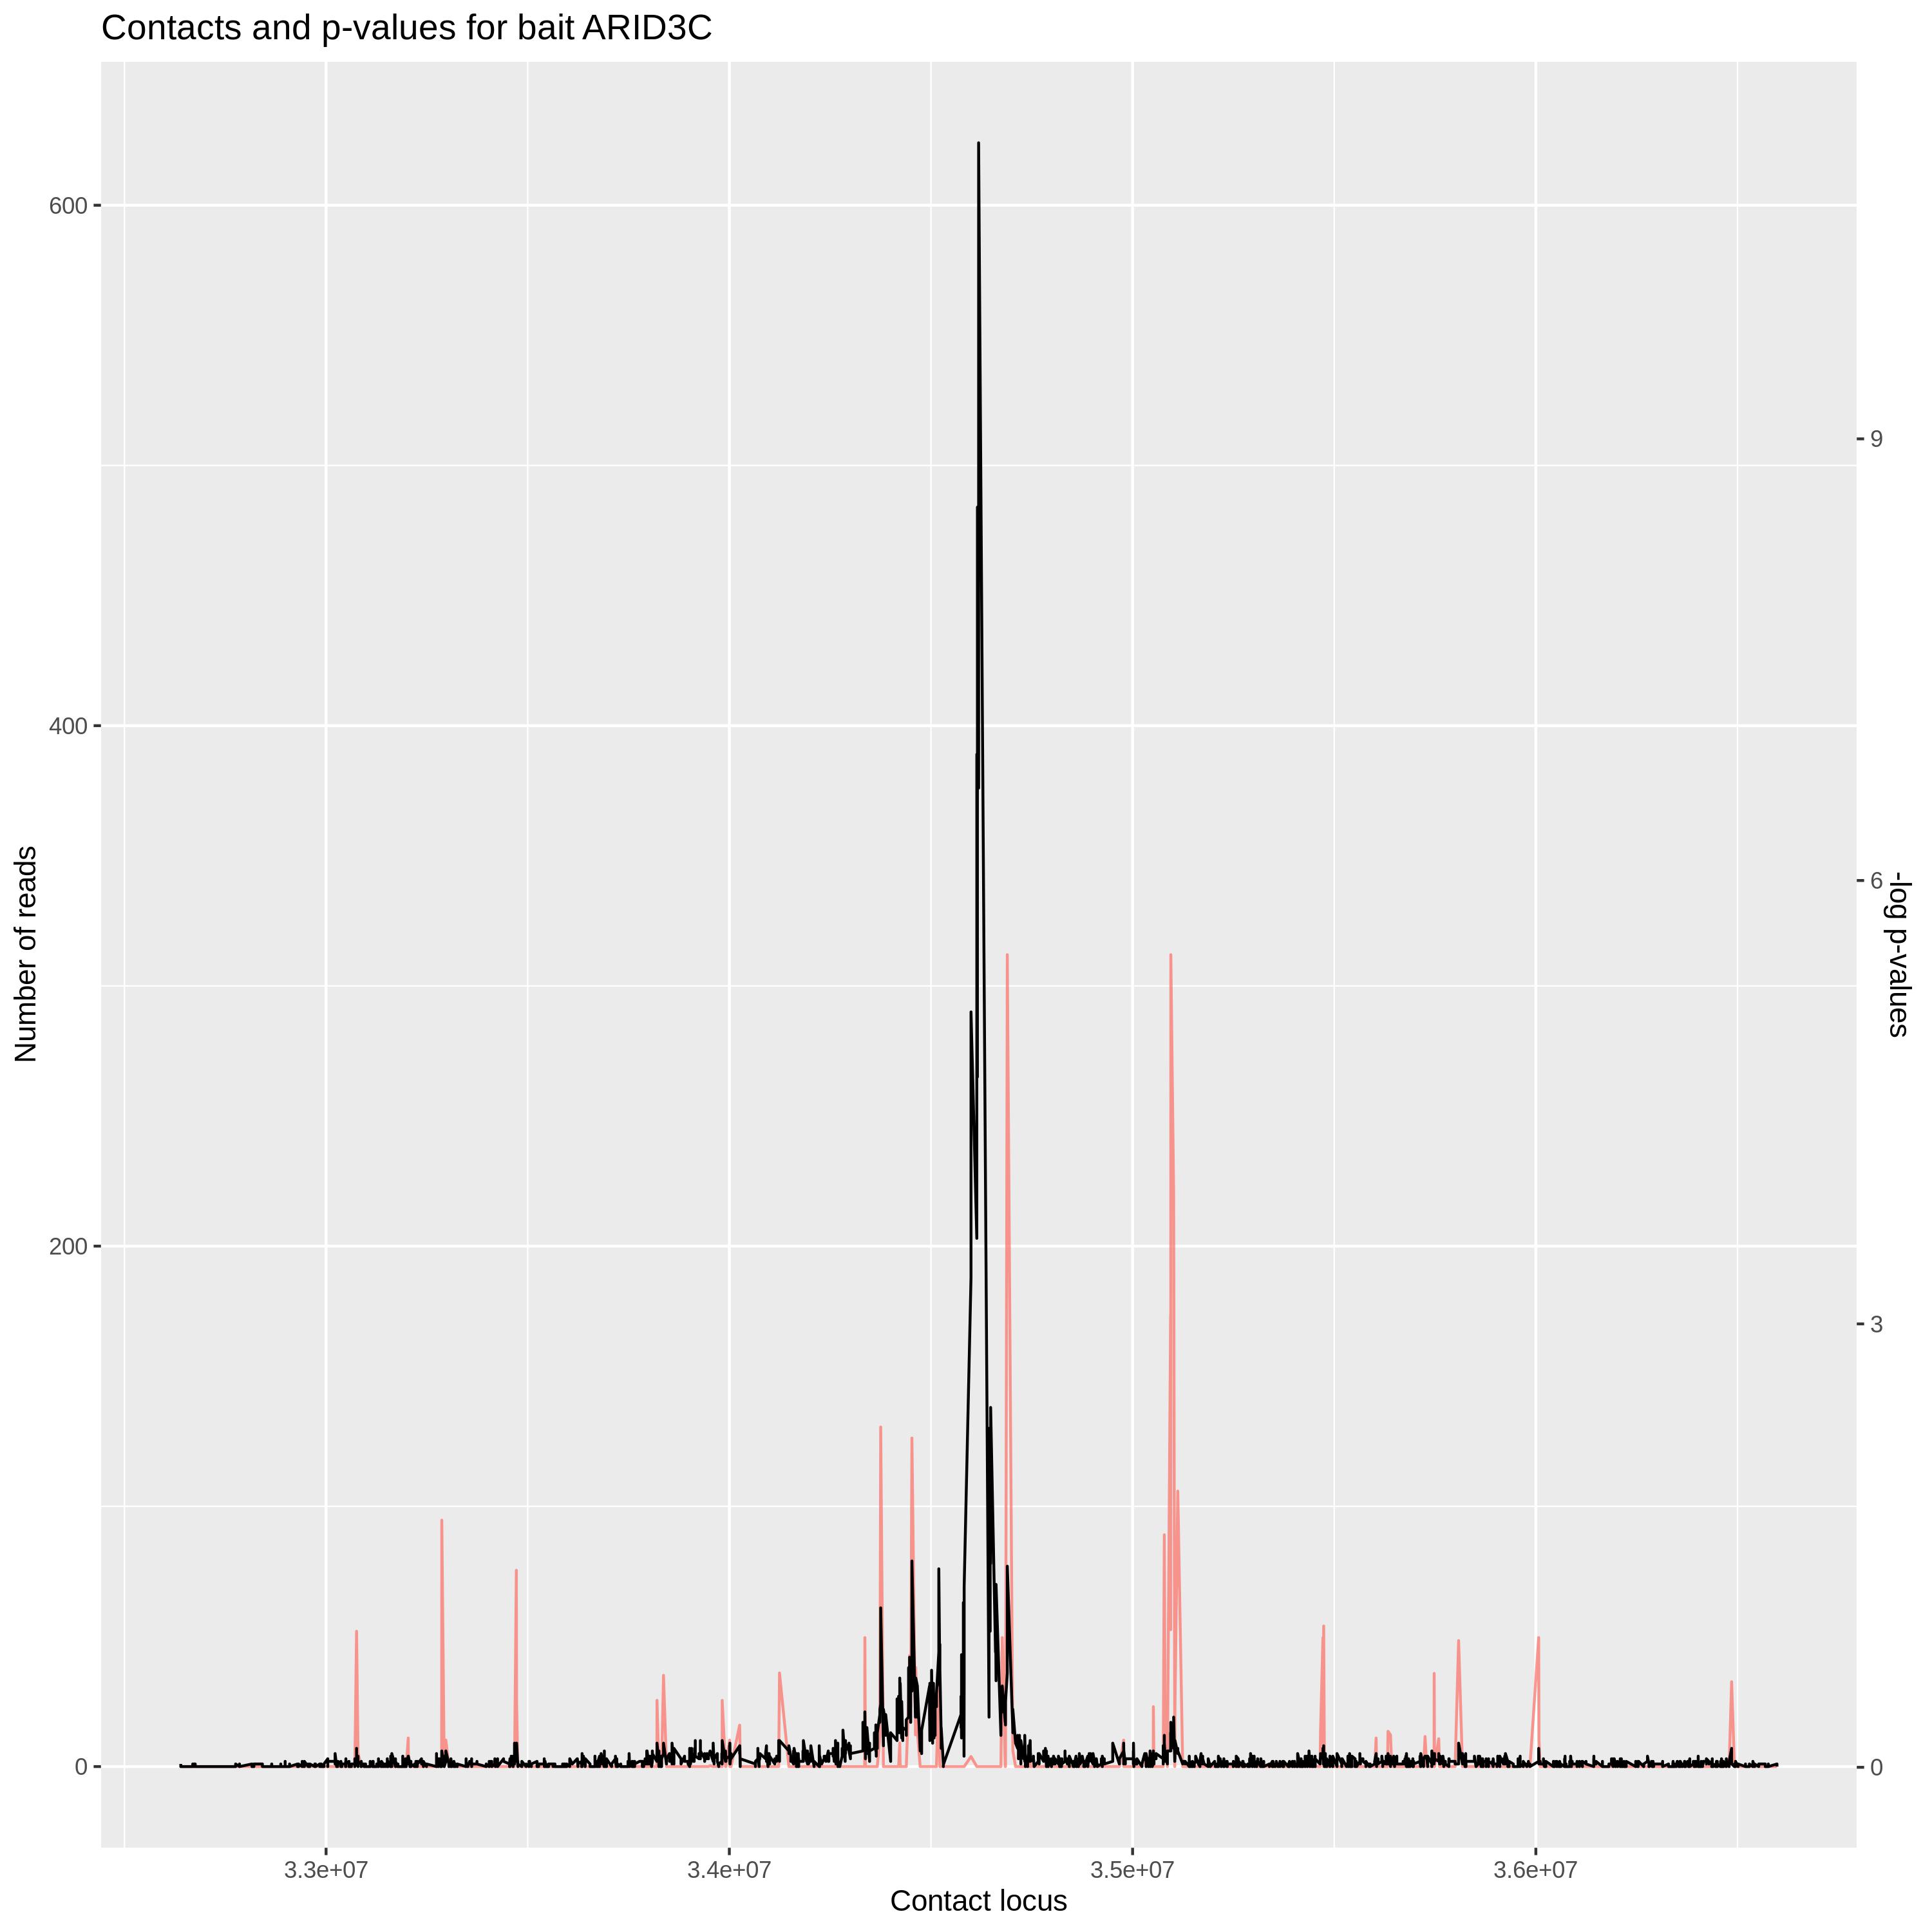 Contacts and p-values for bait ARID3C
Number of reads
600
400
200
0
9
6
3
0
-log p-values
3.3e+07
3.4e+07
3.5e+07
3.6e+07
Contact locus